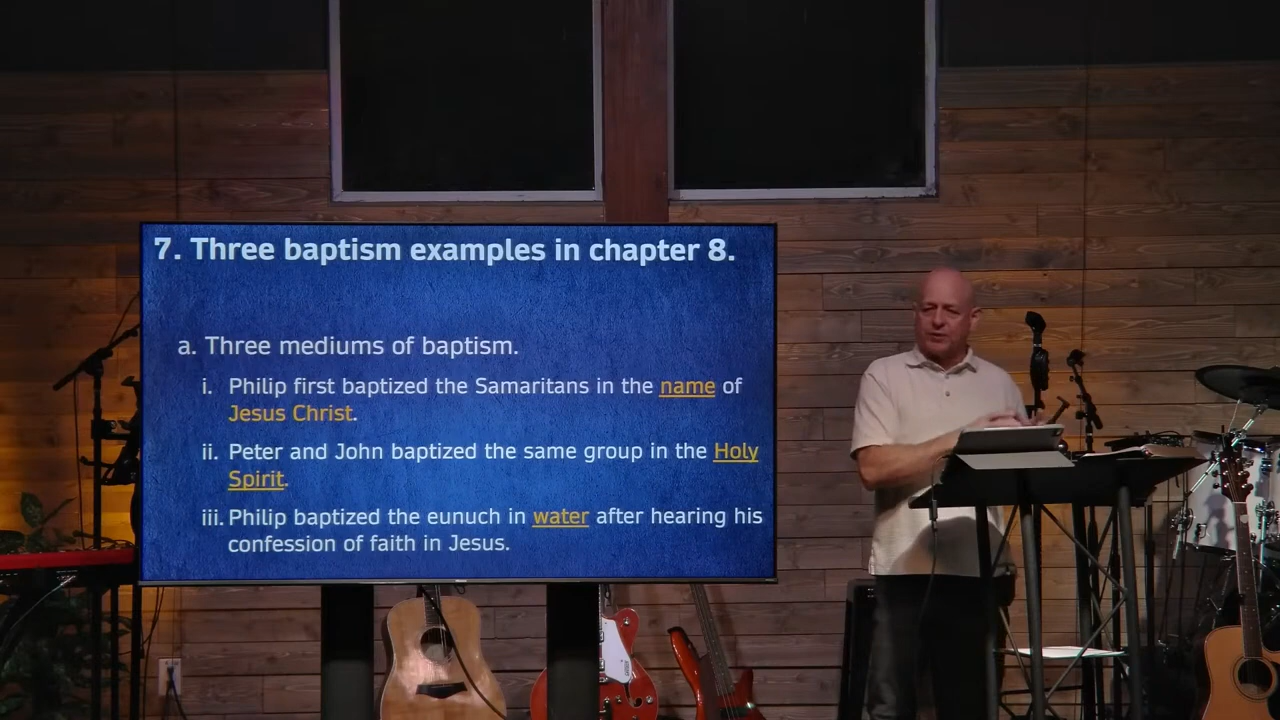 7. Three baptism examples in chapter 8.
a. Three mediums of baptism.
i. Philip first baptized the Samaritans in the name of
Jesus Christ.
ii. Peter and John baptized the same group in the Holy
Spirit.
iii. Philip baptized the eunuch in water after hearing his
confession of faith in Jesus.